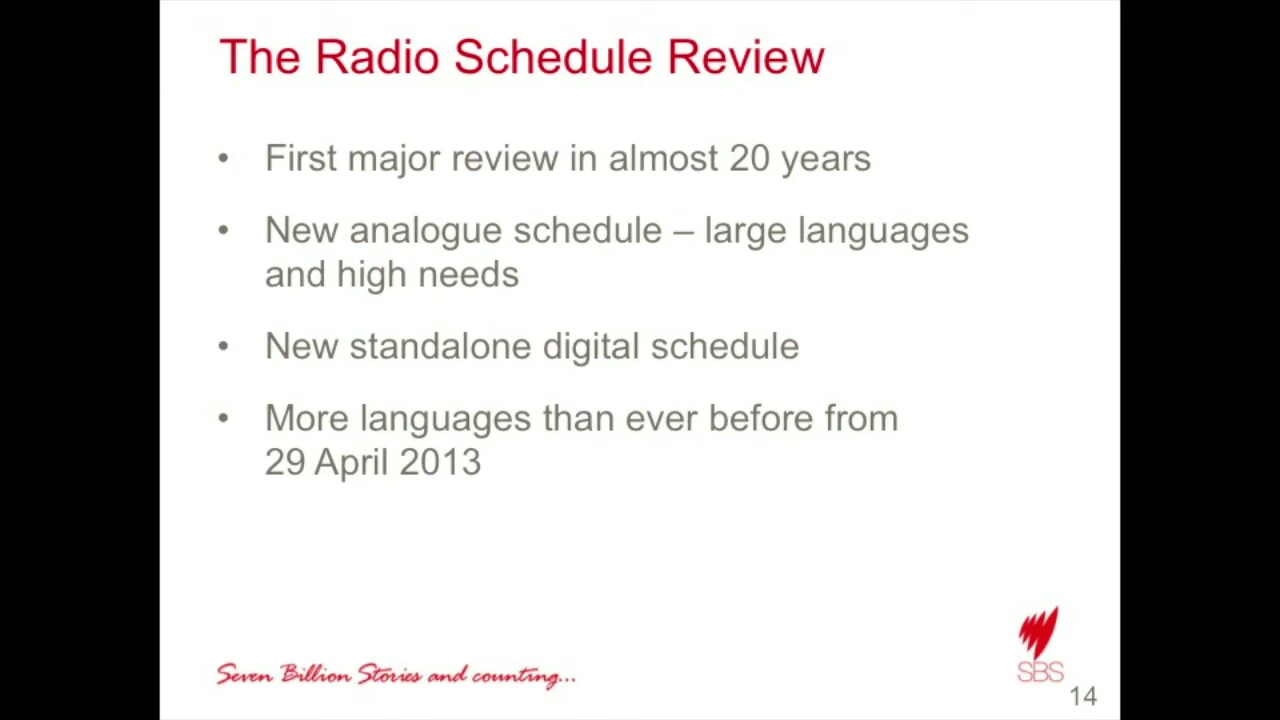 The Radio Schedule Review
• First major review in almost 20 years
• New analogue schedule – large languages
and high needs
• New standalone digital schedule
• More languages than ever before from
29 April 2013
Seven Billion Stories and counting...
SBS
14